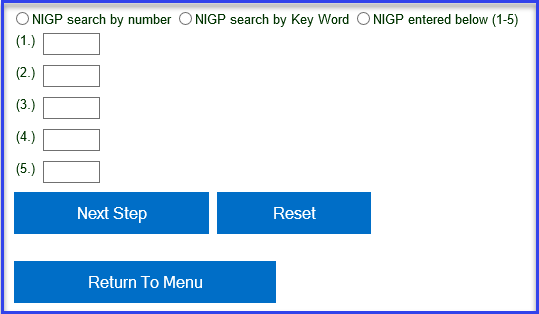 NIGP search by number NIGP search by Key Word NIGP entered below (1-5)
(1.)
(2.)
(3.)
(4.)
(5.)
Next Step Reset
Return To Menu